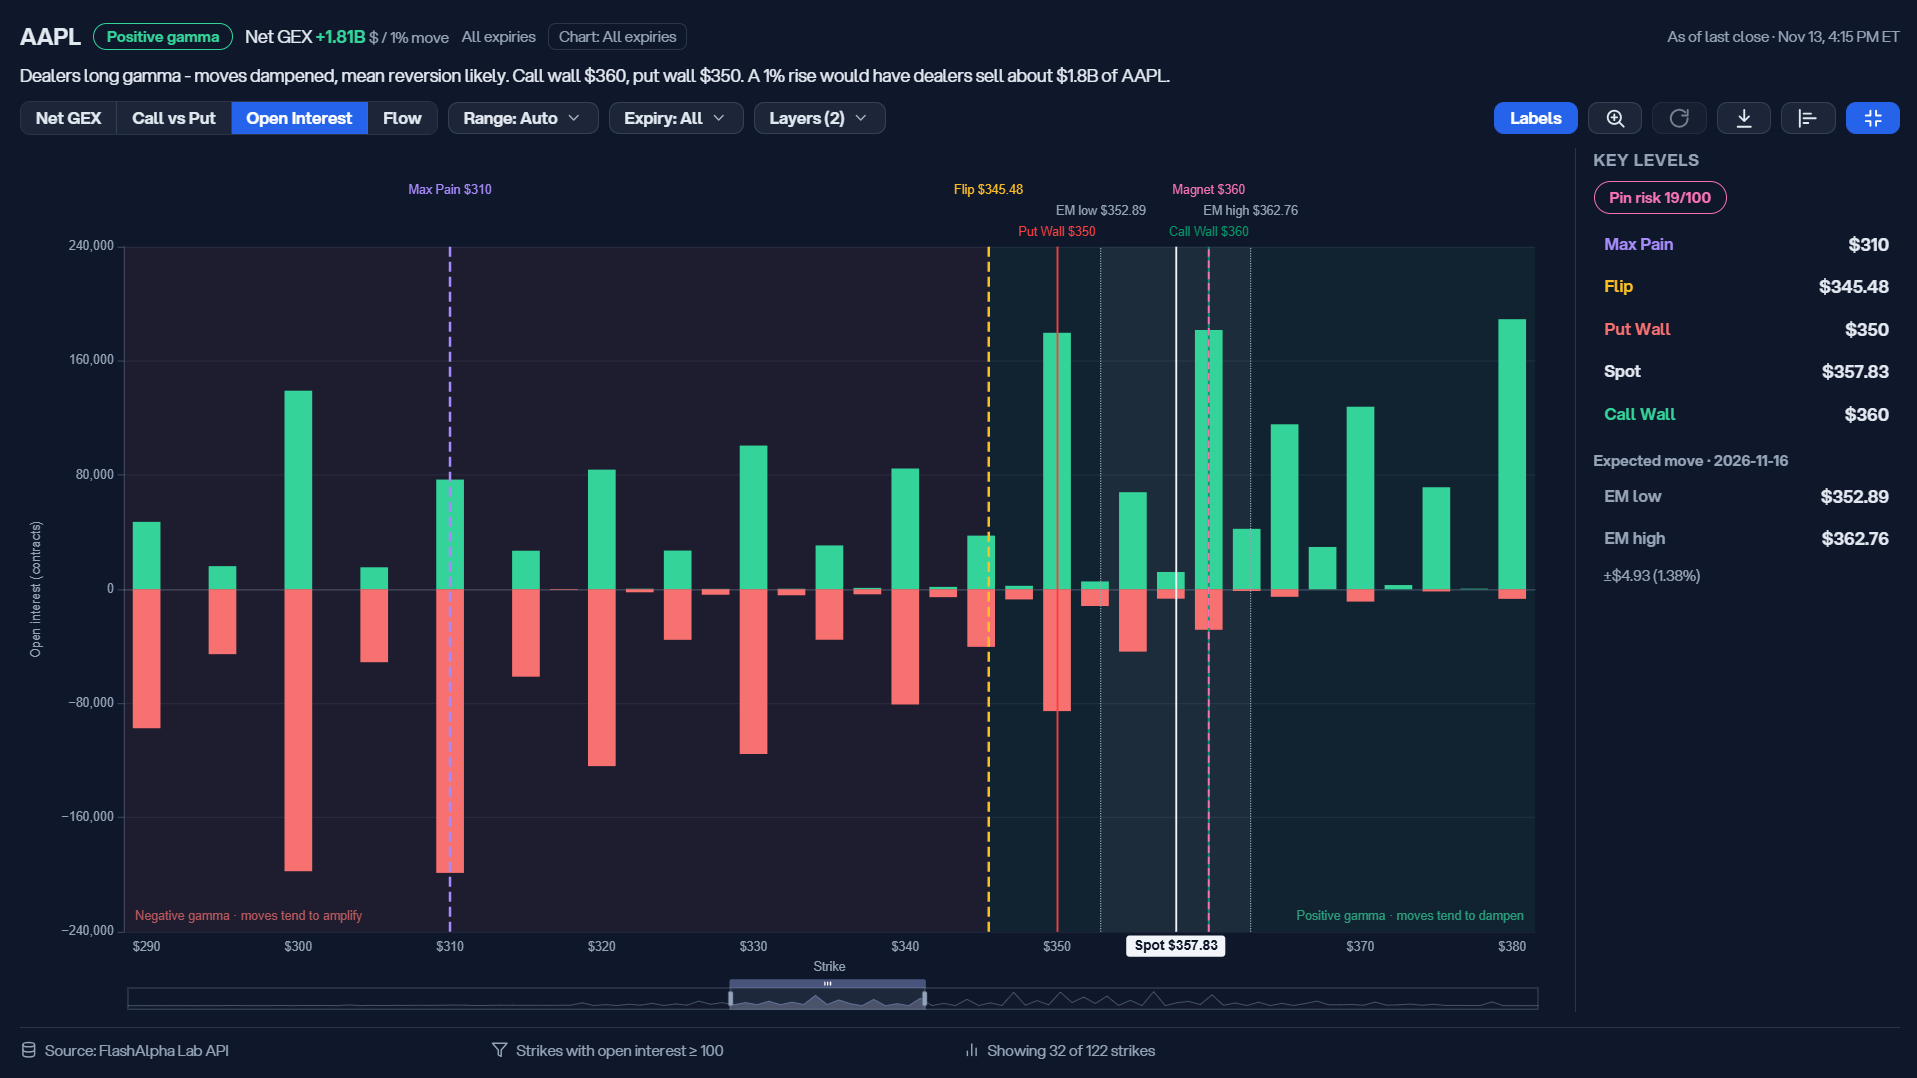 AAPL Positive gamma Net GEX +1.81B $ / 1% move All expiries Chart: All expiries As of last close · Nov 13, 4:15 PM ET
Dealers long gamma - moves dampened, mean reversion likely. Call wall $360, put wall $350. A 1% rise would have dealers sell about $1.8B of AAPL.
Net GEX Call vs Put Open Interest Flow Range: Auto Expiry: All Layers (2) Labels
Max Pain $310 Flip $345.48 Magnet $360
EM low $352.89 EM high $362.76
Put Wall $350 Call Wall $360
240,000
160,000
80,000
0
−80,000
−160,000
−240,000
Open interest (contracts)
Negative gamma · moves tend to amplify Positive gamma · moves tend to dampen
$290 $300 $310 $320 $330 $340 $350 Spot $357.83 $370 $380
Strike
KEY LEVELS
Pin risk 19/100
Max Pain $310
Flip $345.48
Put Wall $350
Spot $357.83
Call Wall $360
Expected move · 2026-11-16
EM low $352.89
EM high $362.76
±$4.93 (1.38%)
Source: FlashAlpha Lab API Strikes with open interest ≥ 100 Showing 32 of 122 strikes